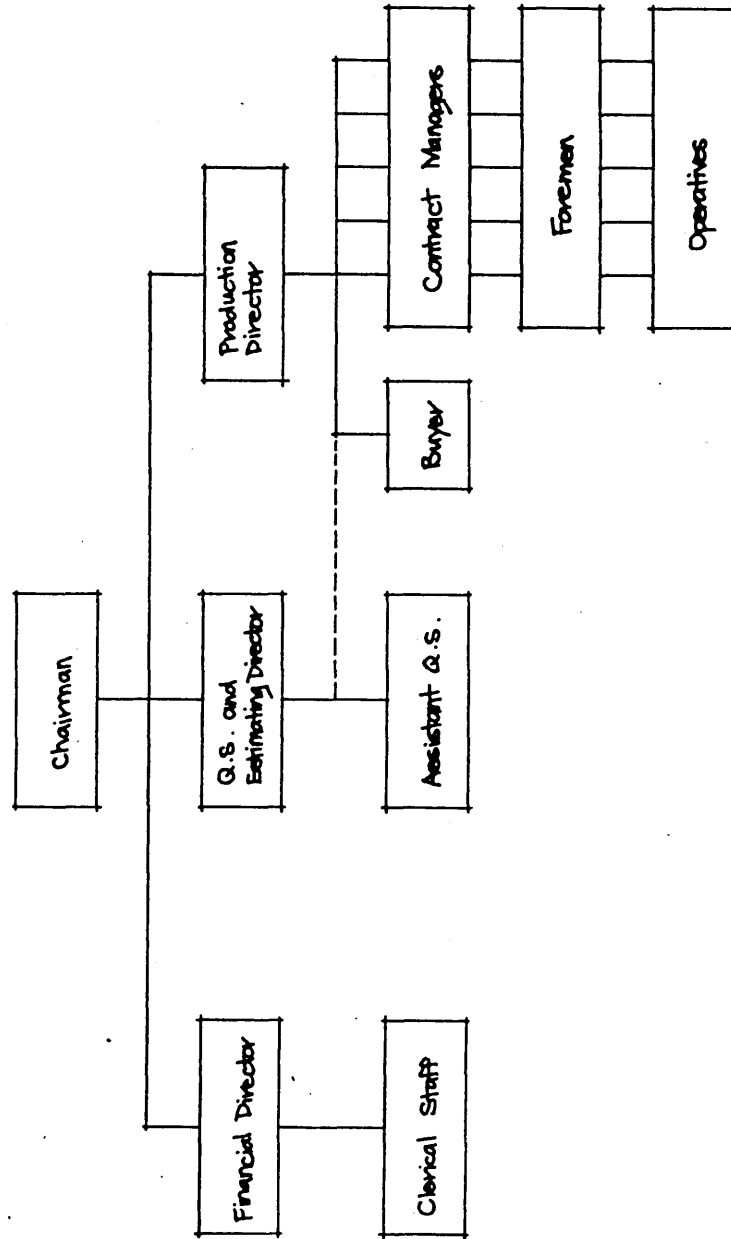 Chairman
Financial Director
Q.S. and
Estimating Director
Production
Director
Clerical Staff
Assistant Q.S.
Buyer
Contract Managers
Foremen
Operatives